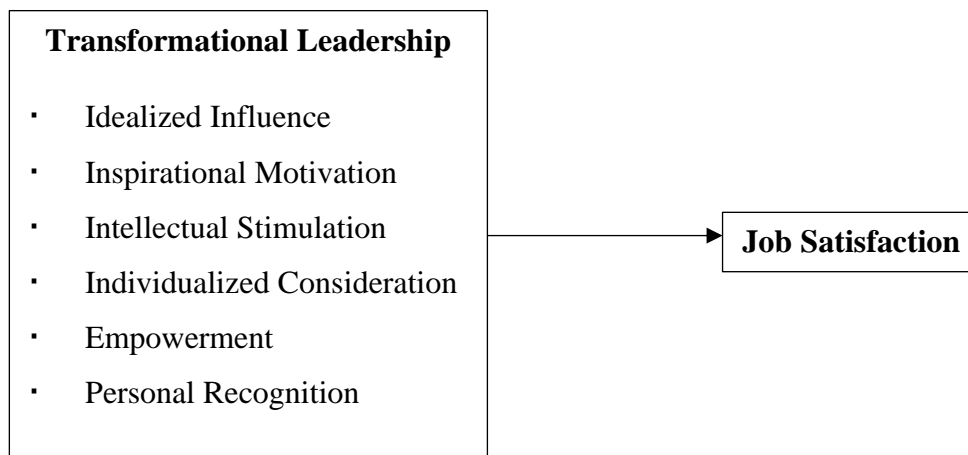 Transformational Leadership
▪ Idealized Influence
▪ Inspirational Motivation
▪ Intellectual Stimulation
▪ Individualized Consideration
▪ Empowerment
▪ Personal Recognition
Job Satisfaction